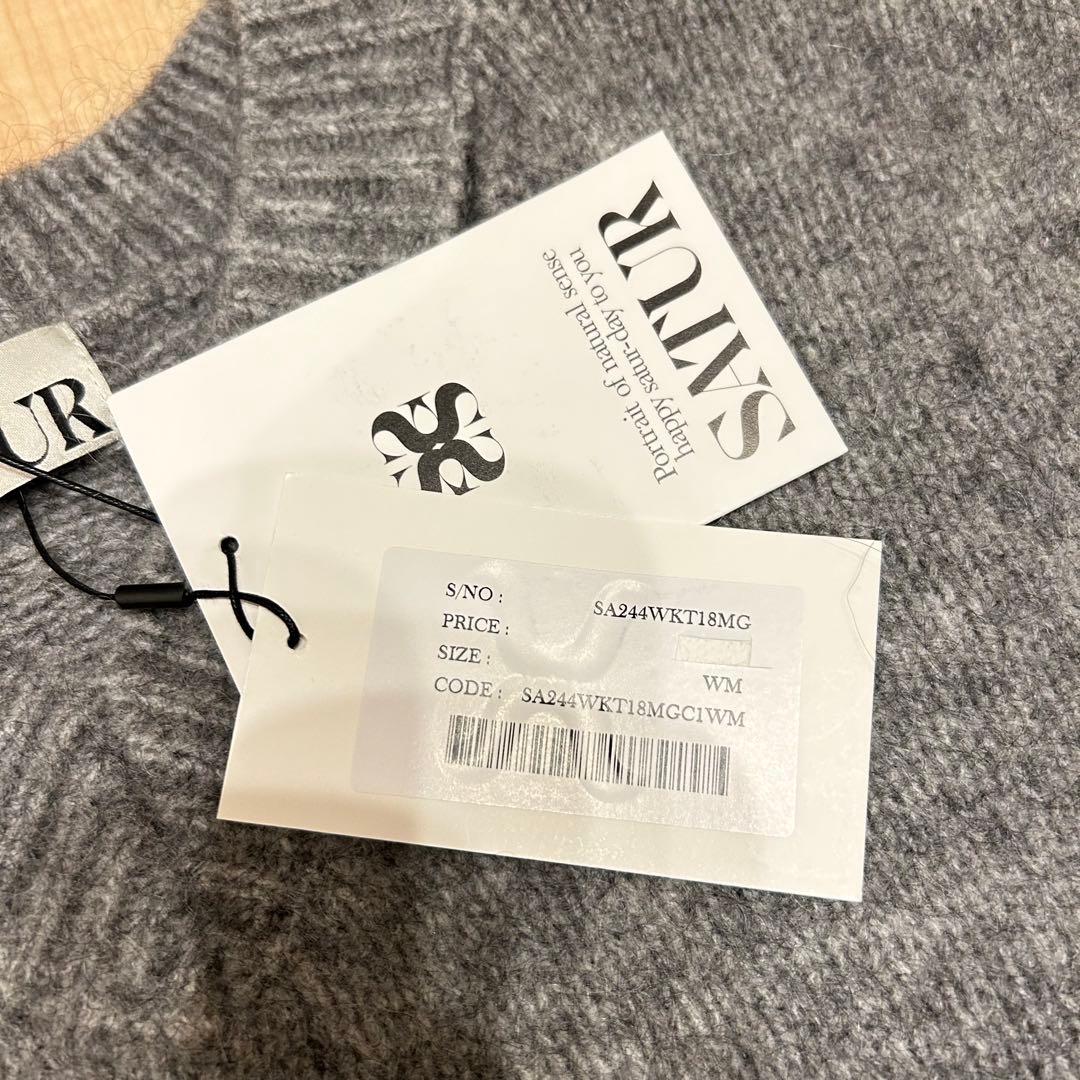 SATUR
Portrait of natural sense
happy satur-day to you
UR
S/NO : SA244WKT18MG
PRICE :
SIZE : WM
CODE : SA244WKT18MGC1WM